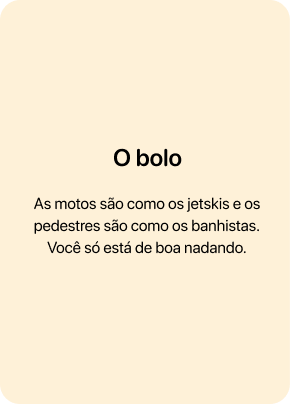 O bolo
As motos são como os jetskis e os
pedestres são como os banhistas.
Você só está de boa nadando.